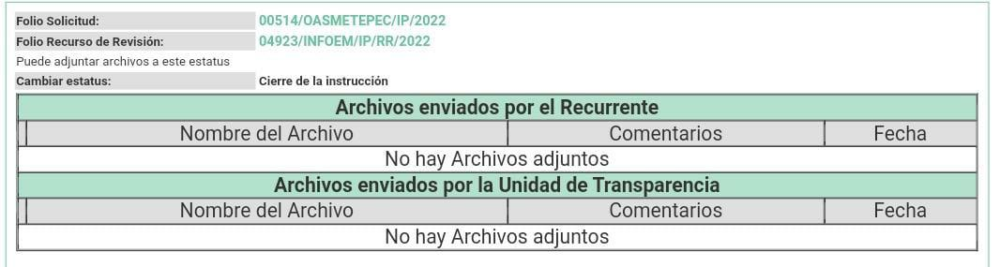 Folio Solicitud: 00514/OASMETEPEC/IP/2022
Folio Recurso de Revisión: 04923/INFOEM/IP/RR/2022
Puede adjuntar archivos a este estatus
Cambiar estatus: Cierre de la instrucción
Archivos enviados por el Recurrente
Nombre del Archivo Comentarios Fecha
No hay Archivos adjuntos
Archivos enviados por la Unidad de Transparencia
Nombre del Archivo Comentarios Fecha
No hay Archivos adjuntos